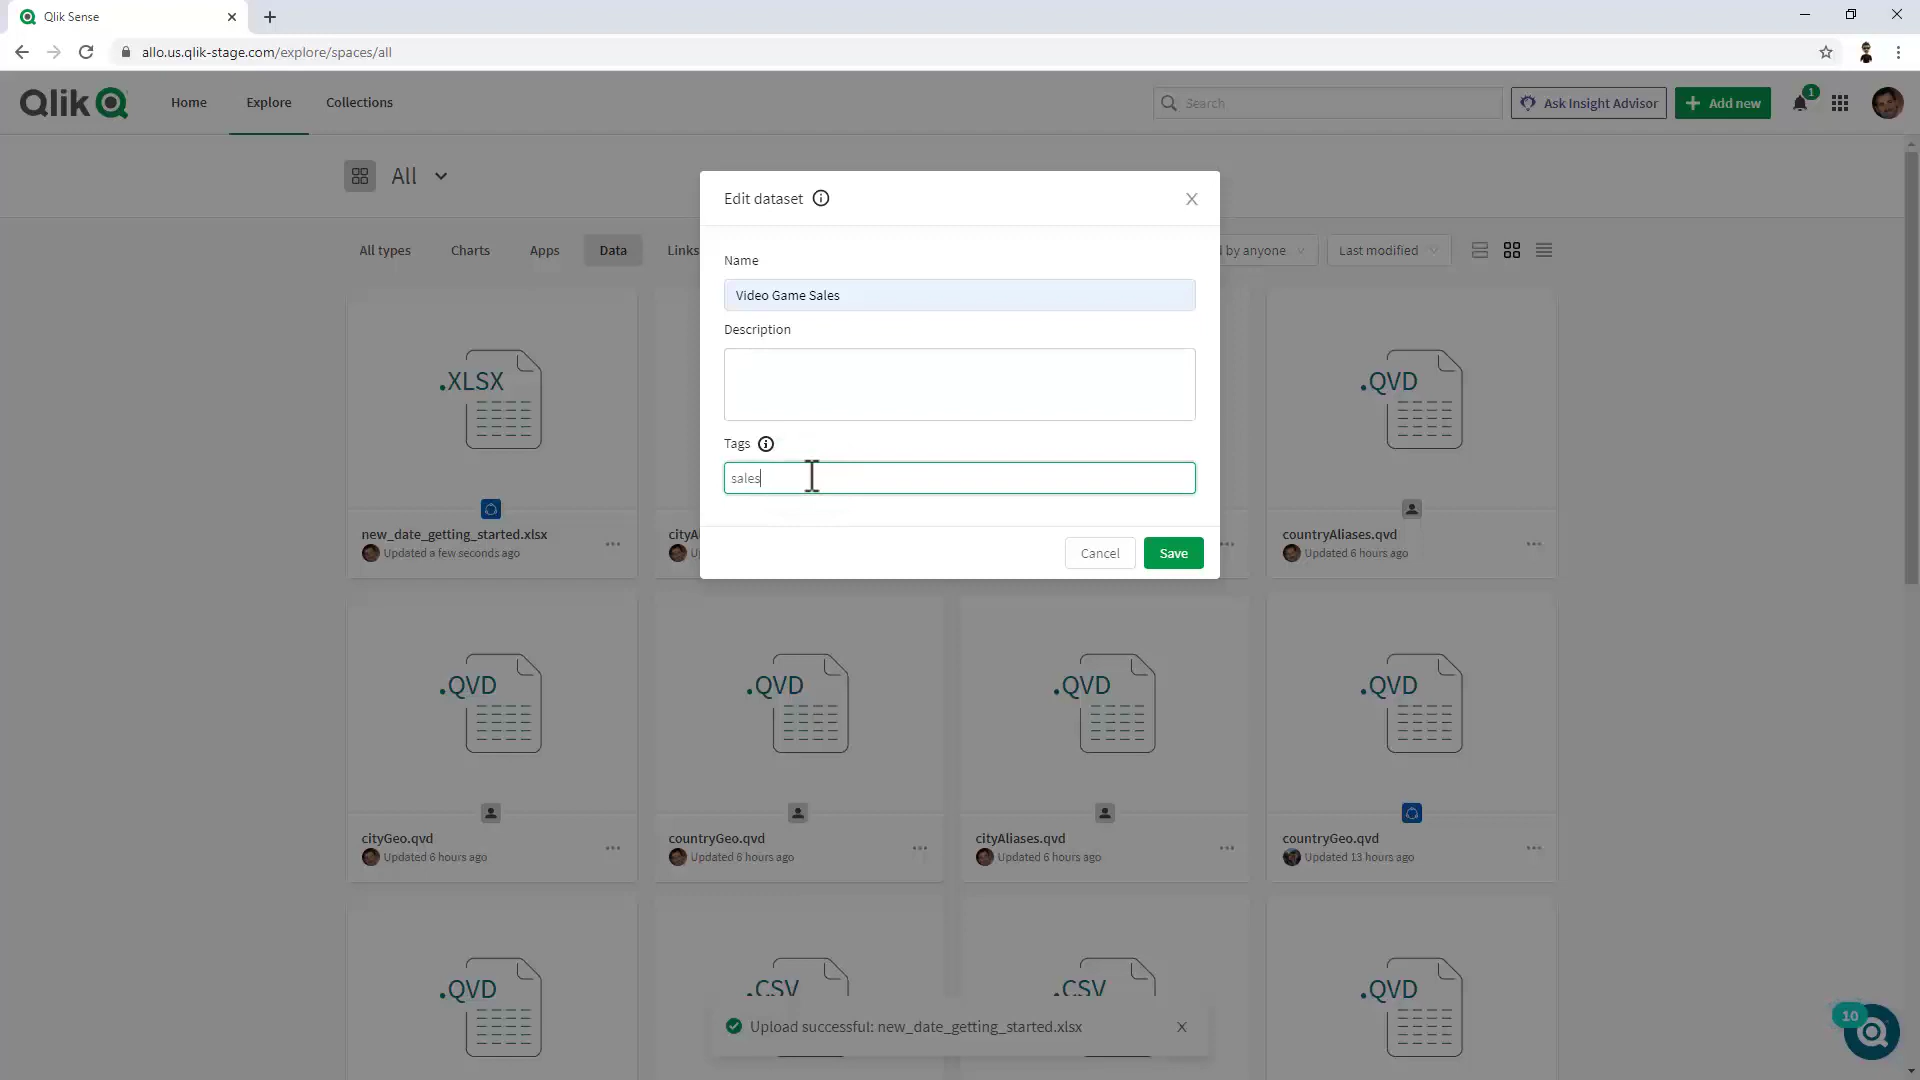 Qlik Sense
allo.us.qlik-stage.com/explore/spaces/all
Qlik
Home
Explore
Collections
Search
Ask Insight Advisor
Add new
1
All
All types
Charts
Apps
Data
Links
by anyone
Last modified
Edit dataset
Name
Video Game Sales
Description
Tags
sales
Cancel
Save
.XLSX
new_date_getting_started.xlsx
Updated a few seconds ago
.QVD
countryAliases.qvd
Updated 6 hours ago
.QVD
cityGeo.qvd
Updated 6 hours ago
.QVD
countryGeo.qvd
Updated 6 hours ago
.QVD
cityAliases.qvd
Updated 6 hours ago
.QVD
countryGeo.qvd
Updated 13 hours ago
.QVD
.CSV
.CSV
.QVD
Upload successful: new_date_getting_started.xlsx
10